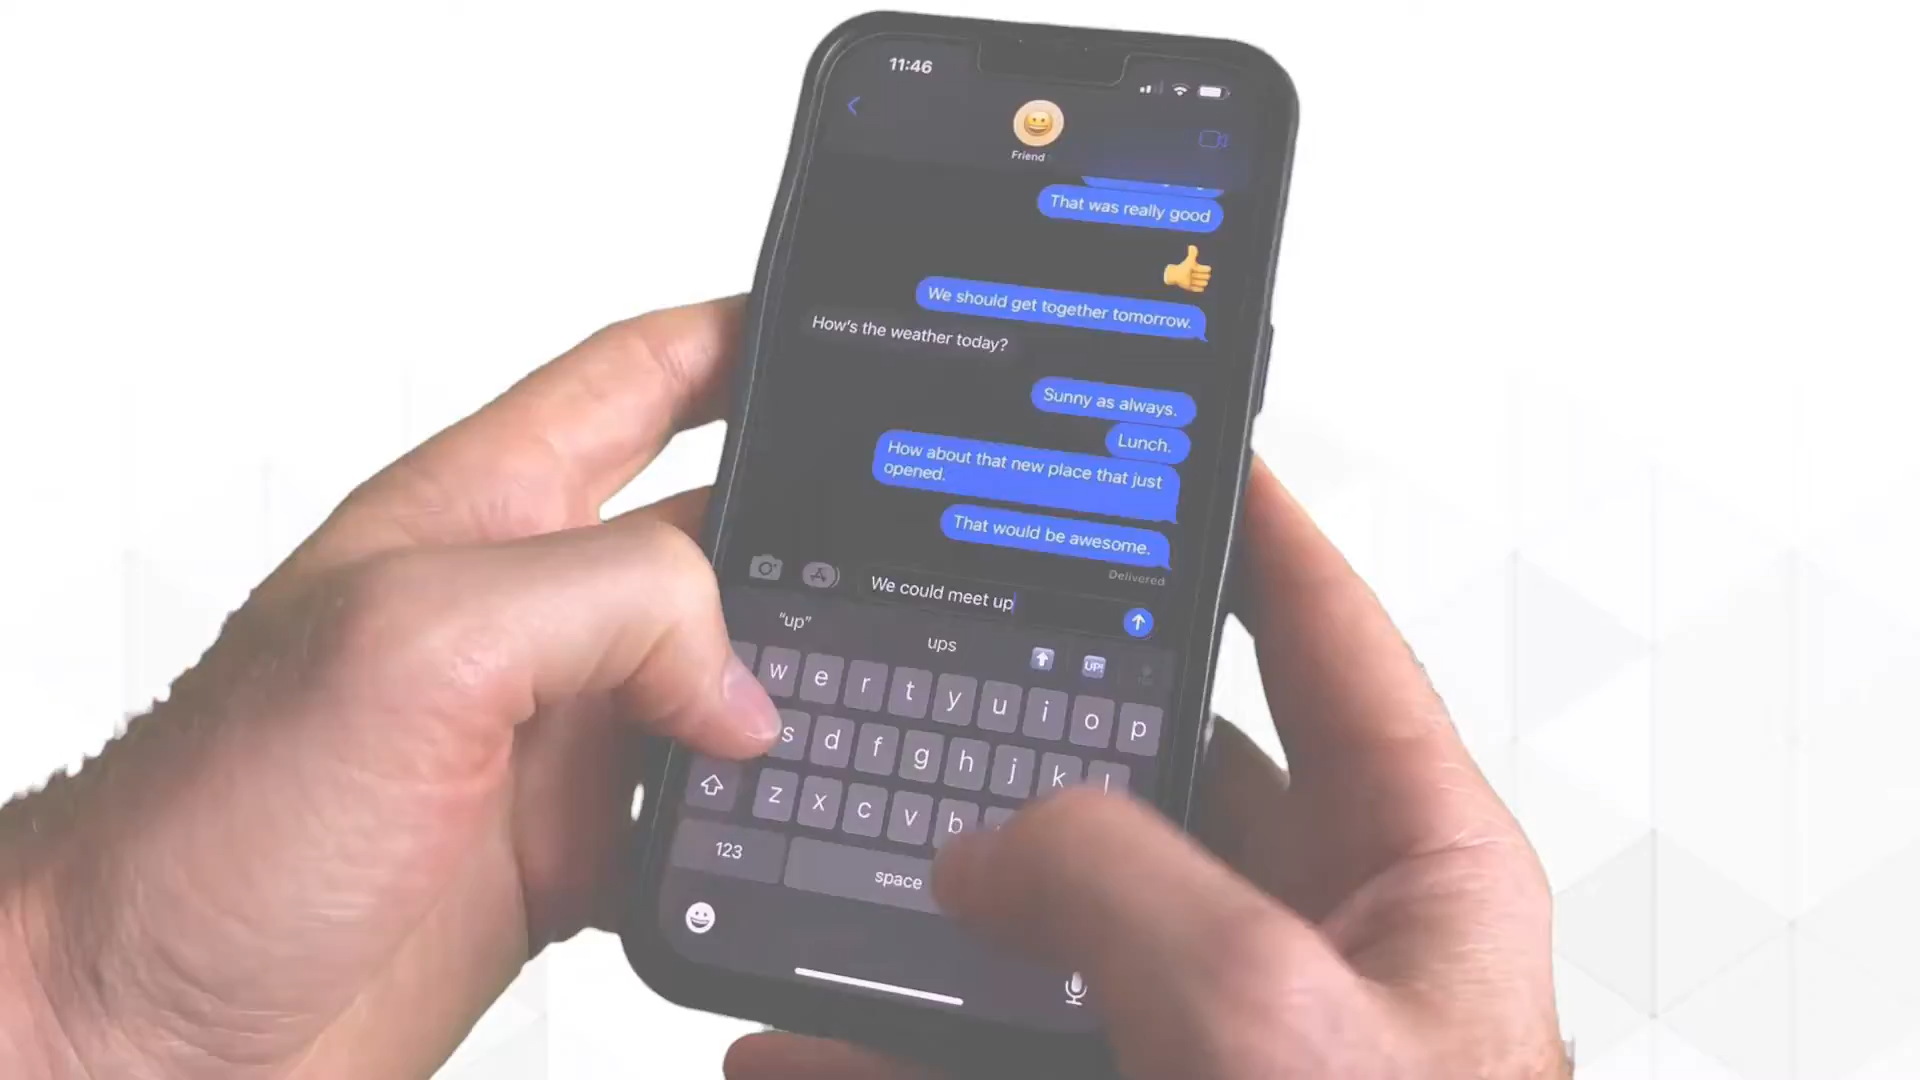 11:46
Friend
That was really good
We should get together tomorrow.
How's the weather today?
Sunny as always.
Lunch.
How about that new place that just
opened.
That would be awesome.
Delivered
We could meet up
"up"
ups
UP!
w e r t y u i o p
s d f g h j k l
z x c v b
123
space